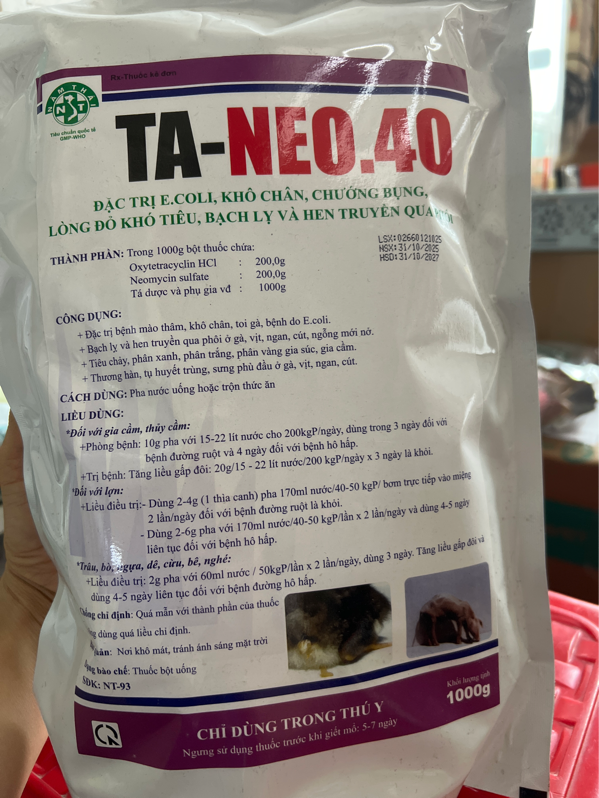 Rx-Thuốc kê đơn
NAM THÁI
NST
Tiêu chuẩn quốc tế
GMP-WHO
TA-NEO.40
ĐẶC TRỊ E.COLI, KHÔ CHÂN, CHƯỚNG BỤNG,
LÒNG ĐỎ KHÓ TIÊU, BẠCH LỴ VÀ HEN TRUYỀN QUA
LSX:02660121025
NSX:31/10/2025
HSD:31/10/2027
THÀNH PHẦN: Trong 1000g bột thuốc chứa:
Oxytetracyclin HCl : 200,0g
Neomycin sulfate : 200,0g
Tá dược và phụ gia vđ : 1000g
CÔNG DỤNG:
+ Đặc trị bệnh mào thâm, khô chân, toi gà, bệnh do E.coli.
+ Bạch lỵ và hen truyền qua phôi ở gà, vịt, ngan, cút, ngỗng mới nở.
+ Tiêu chảy, phân xanh, phân trắng, phân vàng gia súc, gia cầm.
+ Thương hàn, tụ huyết trùng, sưng phù đầu ở gà, vịt, ngan, cút.
CÁCH DÙNG: Pha nước uống hoặc trộn thức ăn
LIỀU DÙNG:
*Đối với gia cầm, thủy cầm:
+Phòng bệnh: 10g pha với 15-22 lít nước cho 200kgP/ngày, dùng trong 3 ngày đối với
bệnh đường ruột và 4 ngày đối với bệnh hô hấp.
+Trị bệnh: Tăng liều gấp đôi: 20g/15 - 22 lít nước/200 kgP/ngày x 3 ngày là khỏi.
*Đối với lợn:
+Liều điều trị:- Dùng 2-4g (1 thìa canh) pha 170ml nước/40-50 kgP/ bơm trực tiếp vào miệng
2 lần/ngày đối với bệnh đường ruột là khỏi.
- Dùng 2-6g pha với 170ml nước/40-50 kgP/lần x 2 lần/ngày và dùng 4-5 ngày
liên tục đối với bệnh hô hấp.
*Trâu, bò, ngựa, dê, cừu, bê, nghé:
+Liều điều trị: 2g pha với 60ml nước / 50kgP/lần x 2 lần/ngày, dùng 3 ngày. Tăng liều gấp đôi và
dùng 4-5 ngày liên tục đối với bệnh đường hô hấp.
chỉ định: Quá mẫn với thành phần của thuốc
dùng quá liều chỉ định.
Nơi khô mát, tránh ánh sáng mặt trời
bào chế: Thuốc bột uống
SĐK: NT-93
Khối lượng tịnh
1000g
CHỈ DÙNG TRONG THÚ Y
Ngưng sử dụng thuốc trước khi giết mổ: 5-7 ngày